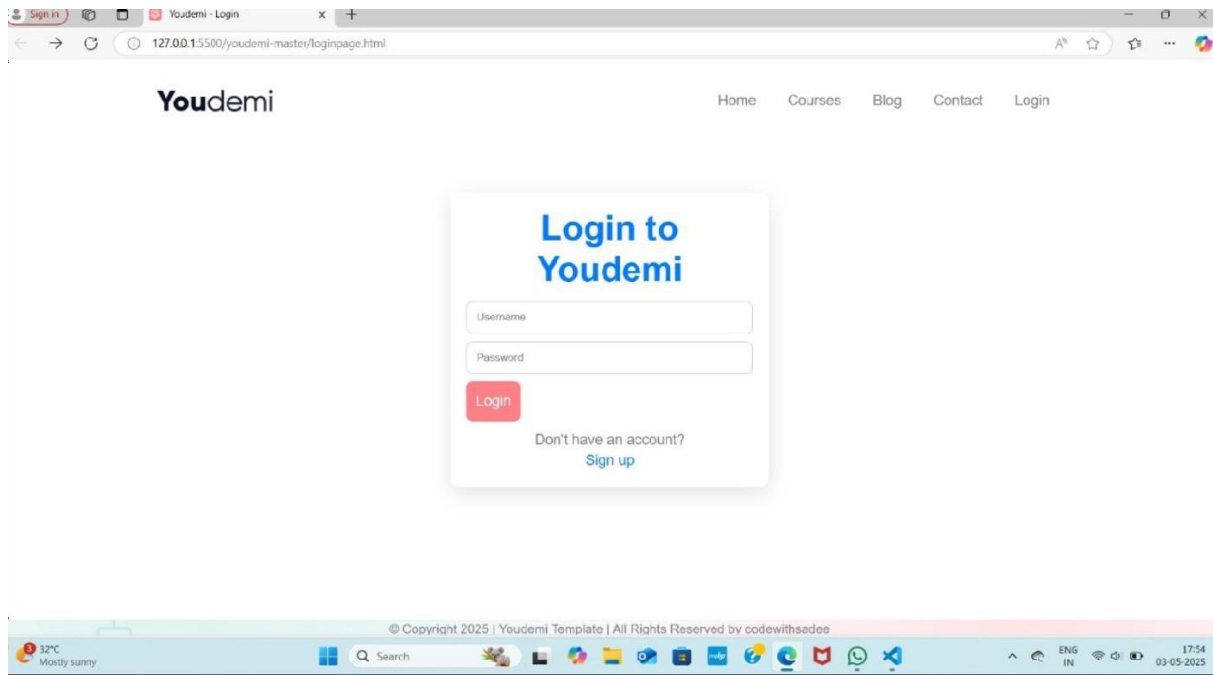 Sign in
Youdemi - Login
127.0.0.1:5500/youdemi-master/loginpage.html
Youdemi
Home Courses Blog Contact Login
Login to
Youdemi
Username
Password
Login
Don't have an account?
Sign up
© Copyright 2025 | Youdemi Template | All Rights Reserved by codewithsadee
3
32°C
Mostly sunny
Search
ENG
IN
17:54
03-05-2025